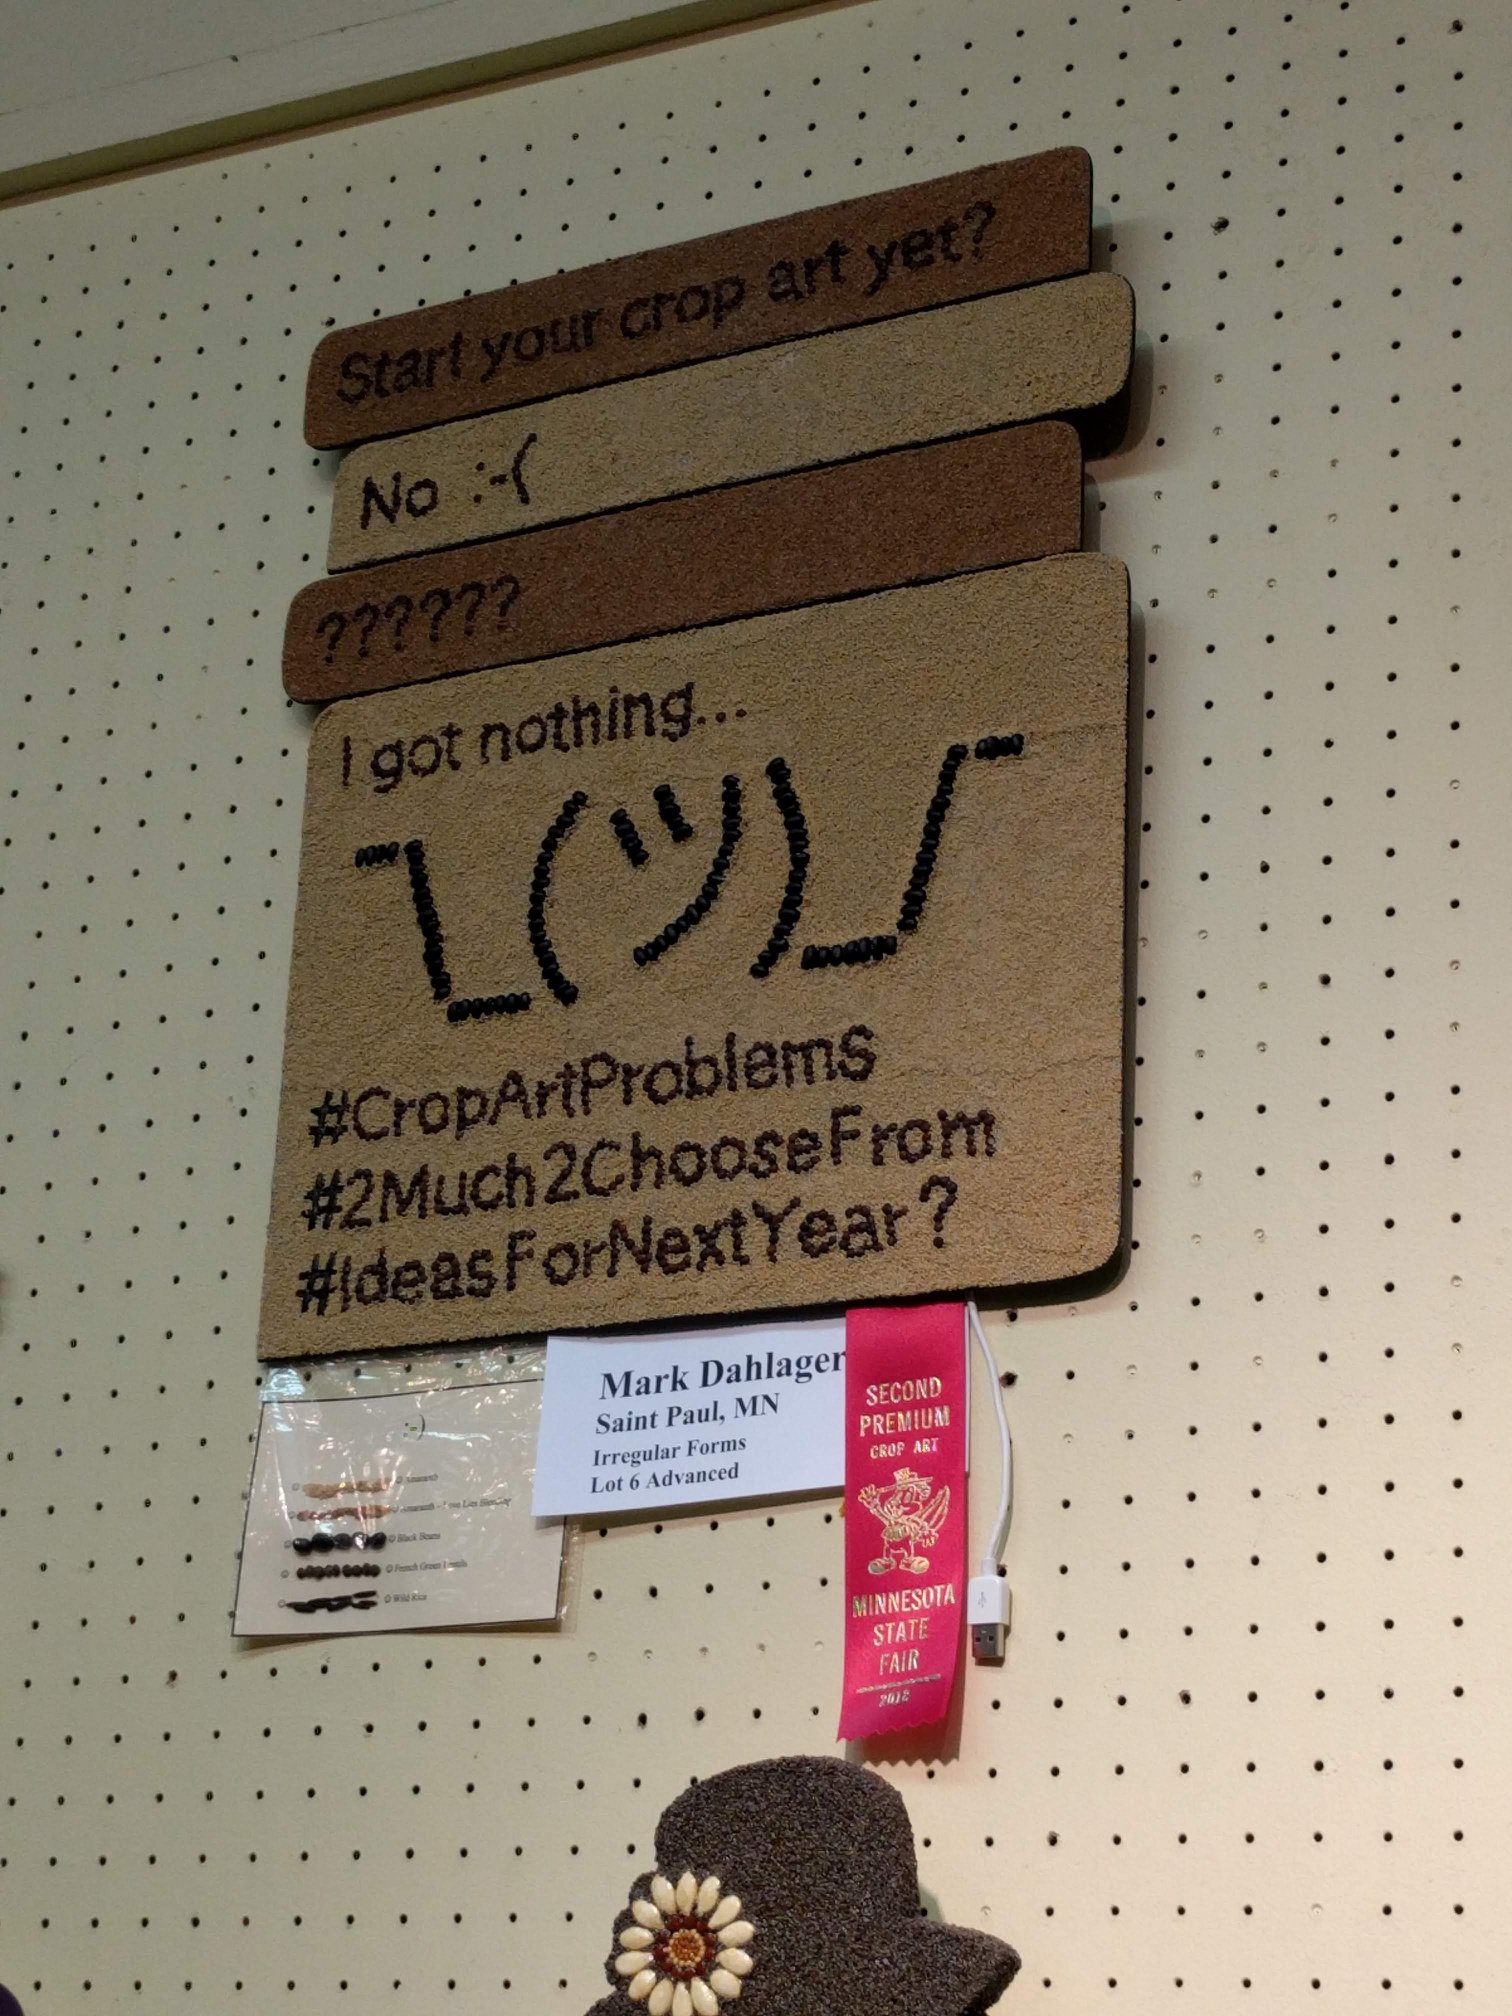 Start your crop art yet?
No :-(
??????
I got nothing...
¯\_(ツ)_/¯
#CropArtProblems
#2Much2ChooseFrom
#IdeasForNextYear?
Mark Dahlager
Saint Paul, MN
Irregular Forms
Lot 6 Advanced
SECOND
PREMIUM
CROP ART
MINNESOTA
STATE
FAIR
2018
:-)
Amaranth
Amaranth - Love Lies Bleeding
Black Beans
French Green Lentils
Wild Rice